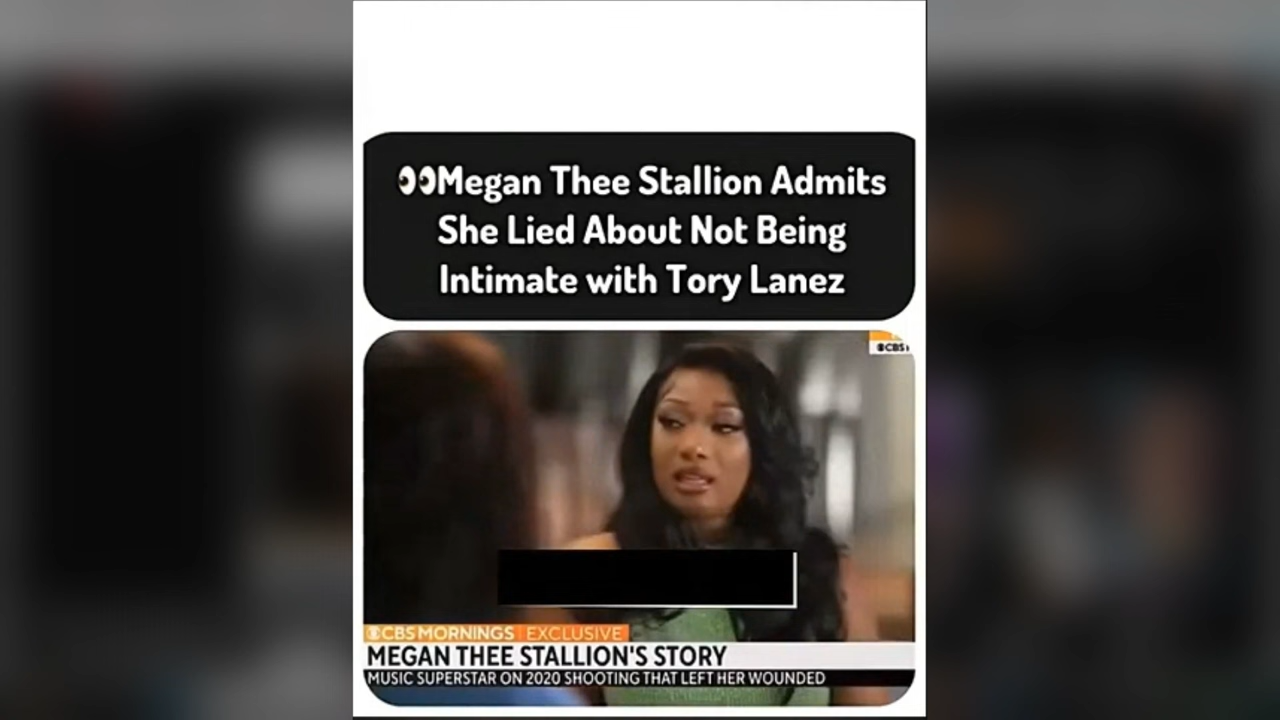 👀Megan Thee Stallion Admits
She Lied About Not Being
Intimate with Tory Lanez
CBS
CBS MORNINGS EXCLUSIVE
MEGAN THEE STALLION'S STORY
MUSIC SUPERSTAR ON 2020 SHOOTING THAT LEFT HER WOUNDED